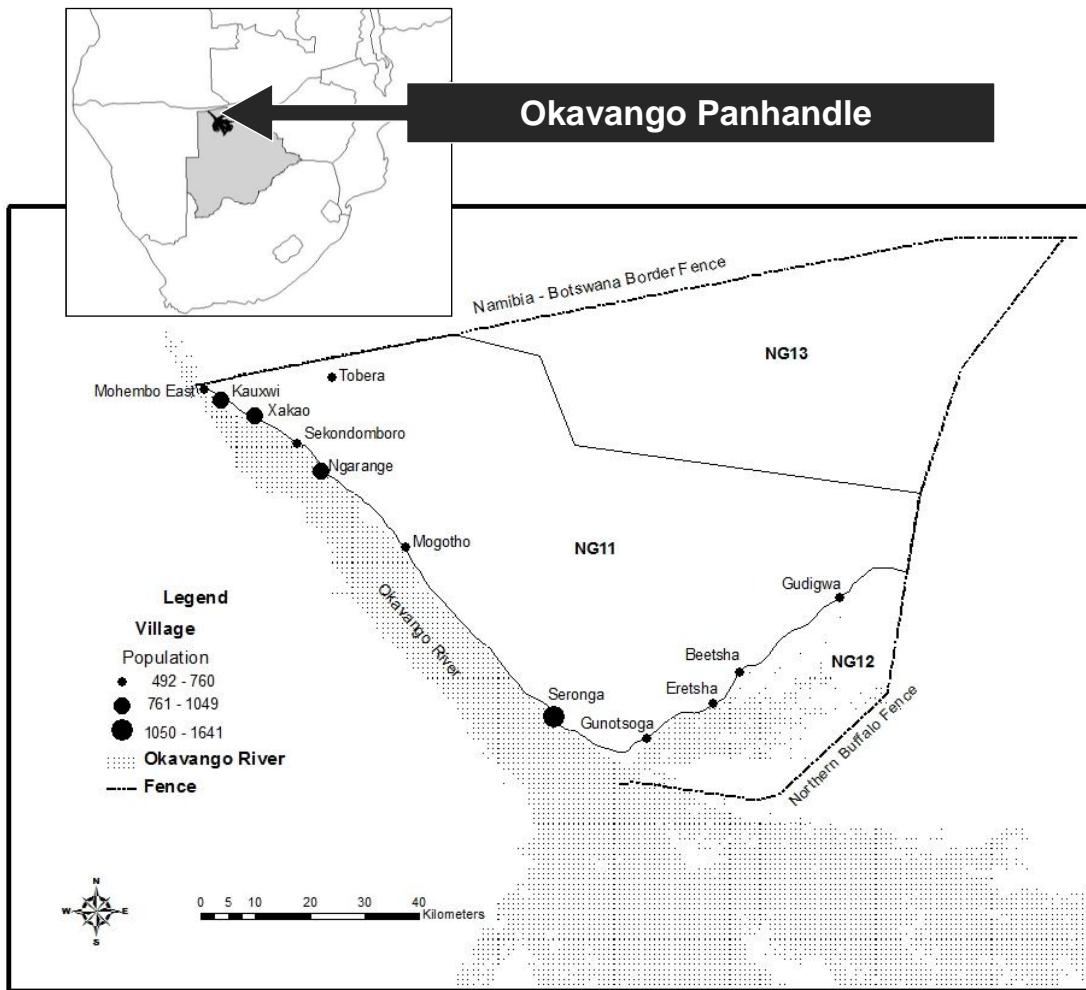 Okavango Panhandle
Namibia - Botswana Border Fence
NG13
Tobera
Mohembo East
Kauxwi
Xakao
Sekondomboro
Ngarange
Mogotho
NG11
Okavango River
Gudigwa
Beetsha
NG12
Eretsha
Seronga
Gunotsoga
Northern Buffalo Fence
Legend
Village
Population
492 - 760
761 - 1049
1050 - 1641
Okavango River
Fence
N
W E
S
0 5 10 20 30 40
Kilometers